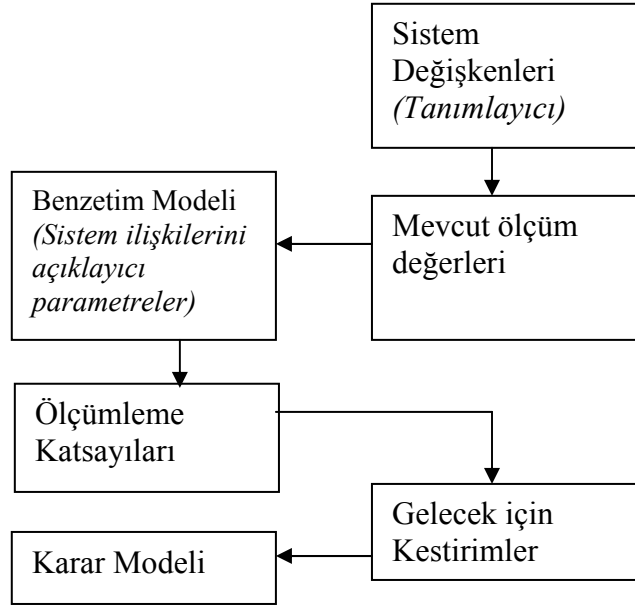 Sistem
Değişkenleri
(Tanımlayıcı)
Benzetim Modeli
(Sistem ilişkilerini
açıklayıcı
parametreler)
Mevcut ölçüm
değerleri
Ölçümleme
Katsayıları
Gelecek için
Kestirimler
Karar Modeli